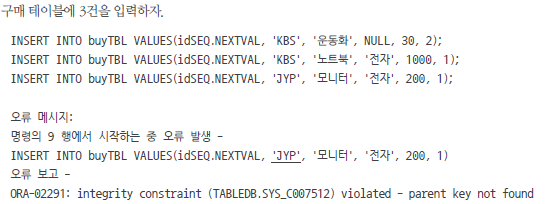 구매 테이블에 3건을 입력하자.
INSERT INTO buyTBL VALUES(idSEQ.NEXTVAL, 'KBS', '운동화', NULL, 30, 2);
INSERT INTO buyTBL VALUES(idSEQ.NEXTVAL, 'KBS', '노트북', '전자', 1000, 1);
INSERT INTO buyTBL VALUES(idSEQ.NEXTVAL, 'JYP', '모니터', '전자', 200, 1);
오류 메시지:
명령의 9 행에서 시작하는 중 오류 발생 -
INSERT INTO buyTBL VALUES(idSEQ.NEXTVAL, 'JYP', '모니터', '전자', 200, 1)
오류 보고 -
ORA-02291: integrity constraint (TABLEDB.SYS_C007512) violated - parent key not found